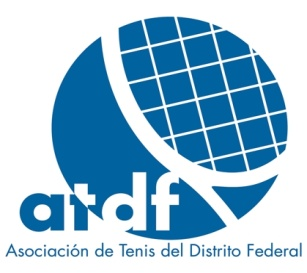 atdf
Asociación de Tenis del Distrito Federal